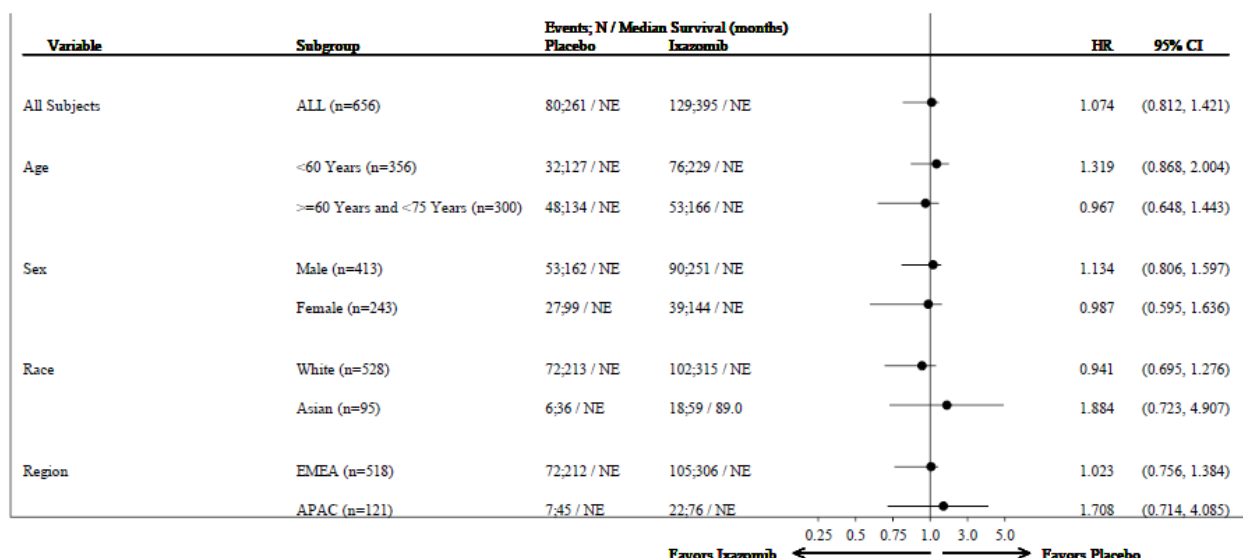 Events; N / Median Survival (months)
Variable Subgroup Placebo Ixazomib HR 95% CI
All Subjects ALL (n=656) 80;261 / NE 129;395 / NE 1.074 (0.812, 1.421)
Age <60 Years (n=356) 32;127 / NE 76;229 / NE 1.319 (0.868, 2.004)
>=60 Years and <75 Years (n=300) 48;134 / NE 53;166 / NE 0.967 (0.648, 1.443)
Sex Male (n=413) 53;162 / NE 90;251 / NE 1.134 (0.806, 1.597)
Female (n=243) 27;99 / NE 39;144 / NE 0.987 (0.595, 1.636)
Race White (n=528) 72;213 / NE 102;315 / NE 0.941 (0.695, 1.276)
Asian (n=95) 6;36 / NE 18;59 / 89.0 1.884 (0.723, 4.907)
Region EMEA (n=518) 72;212 / NE 105;306 / NE 1.023 (0.756, 1.384)
APAC (n=121) 7;45 / NE 22;76 / NE 1.708 (0.714, 4.085)
0.25 0.5 0.75 1.0 3.0 5.0
Favors Ixazomib Favors Placebo